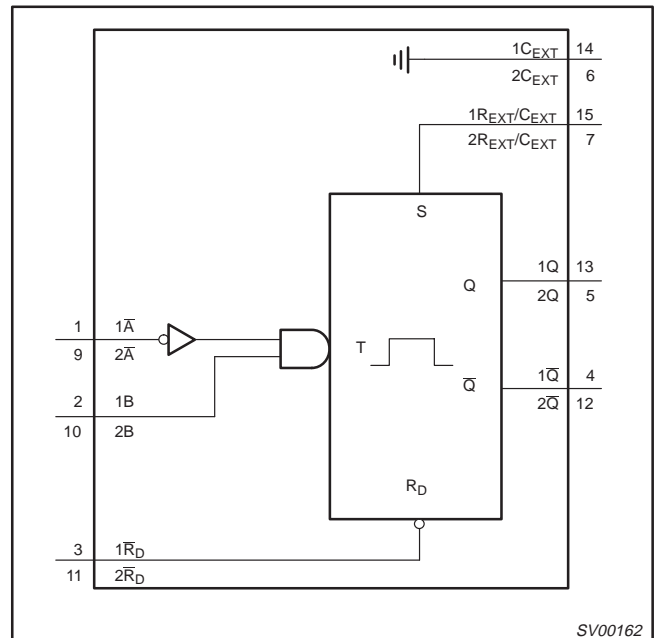 1C_EXT 14
2C_EXT 6
1R_EXT/C_EXT 15
2R_EXT/C_EXT 7
S
Q
1Q 13
2Q 5
1 1A̅
9 2A̅
T
Q̅
1Q̅ 4
2Q̅ 12
2 1B
10 2B
R_D
3 1R̅_D
11 2R̅_D
SV00162